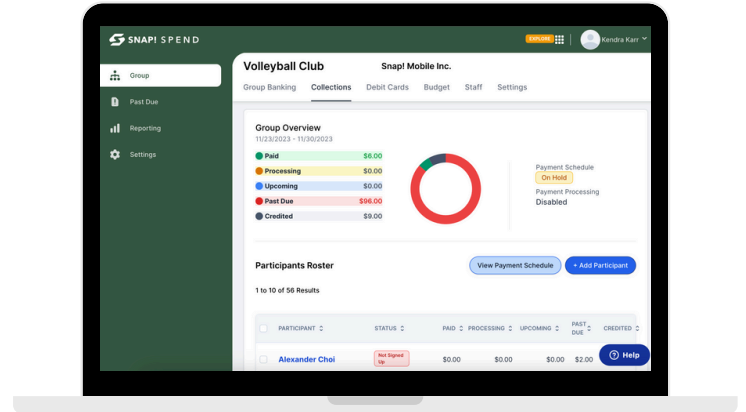 SNAP! SPEND
EXPLORE
Kendra Karr
Group
Past Due
Reporting
Settings
Volleyball Club
Snap! Mobile Inc.
Group Banking
Collections
Debit Cards
Budget
Staff
Settings
Group Overview
11/23/2023 - 11/30/2023
Paid $6.00
Processing $0.00
Upcoming $0.00
Past Due $96.00
Credited $9.00
Payment Schedule
On Hold
Payment Processing
Disabled
Participants Roster
View Payment Schedule
+ Add Participant
1 to 10 of 56 Results
PARTICIPANT STATUS PAID PROCESSING UPCOMING PAST DUE CREDITED
Alexander Choi Not Signed Up $0.00 $0.00 $0.00 $2.00
Help